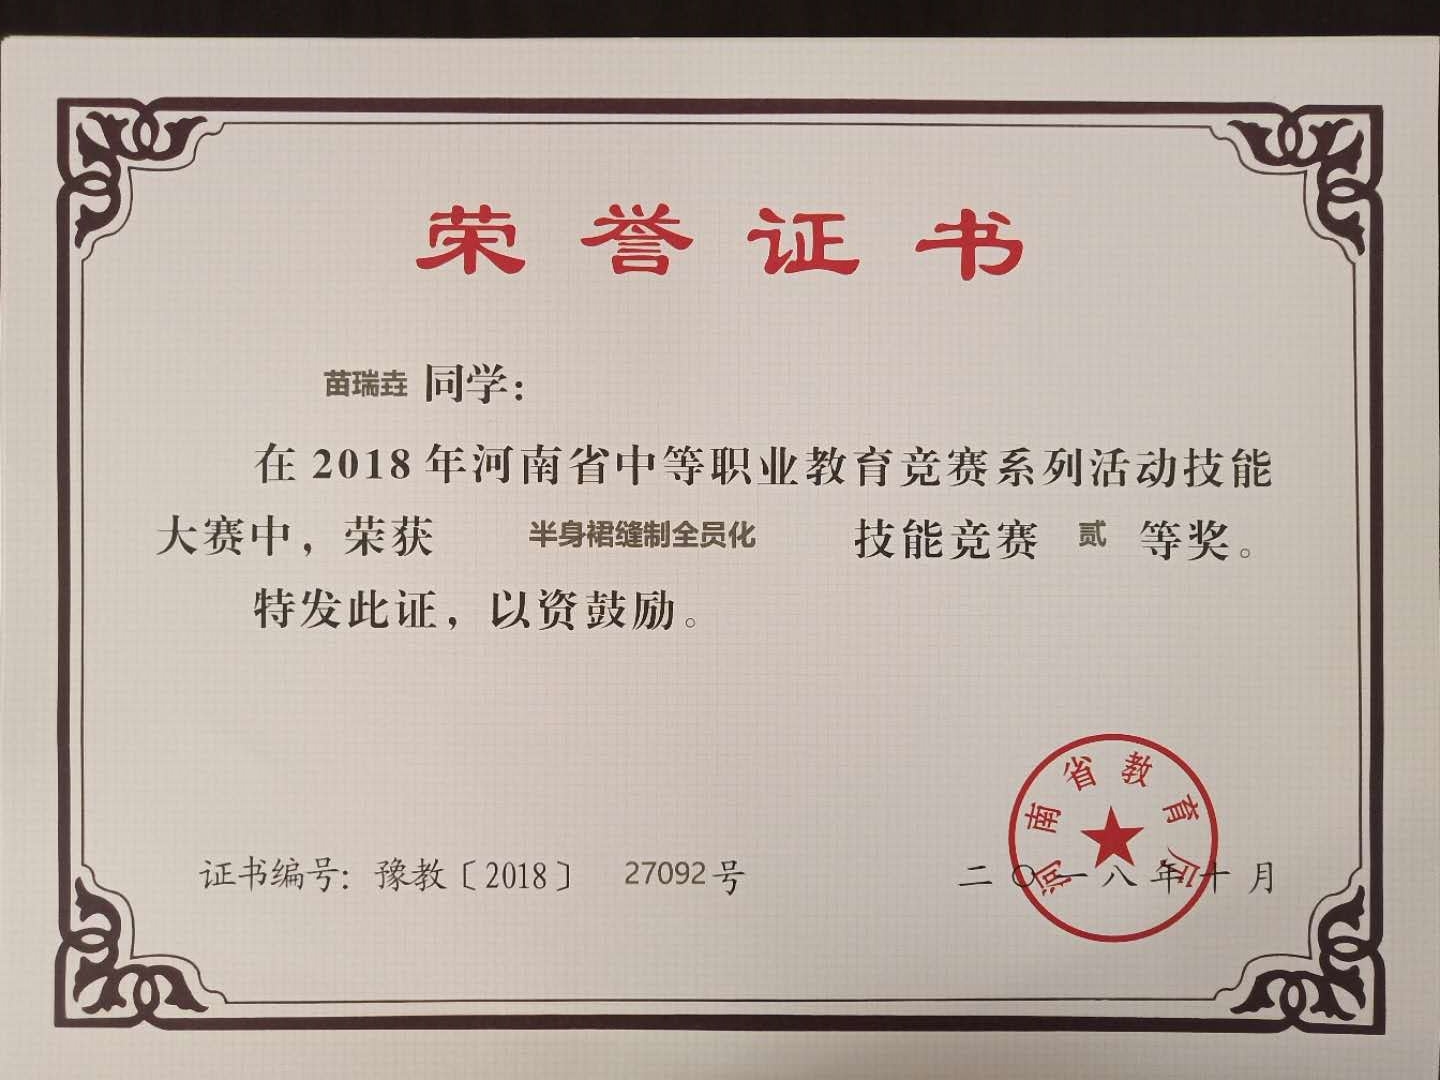 荣誉证书
苗瑞垚同学：
在2018年河南省中等职业教育竞赛系列活动技能
大赛中，荣获 半身裙缝制全员化 技能竞赛 贰 等奖。
特发此证，以资鼓励。
河南省教育厅
证书编号：豫教〔2018〕 27092号 二〇一八年十月